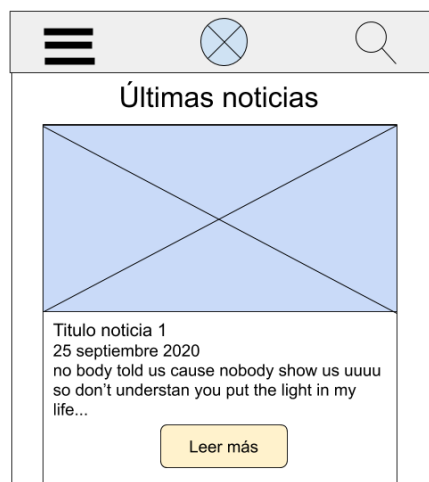 Últimas noticias
Titulo noticia 1
25 septiembre 2020
no body told us cause nobody show us uuuu
so don't understan you put the light in my
life...
Leer más